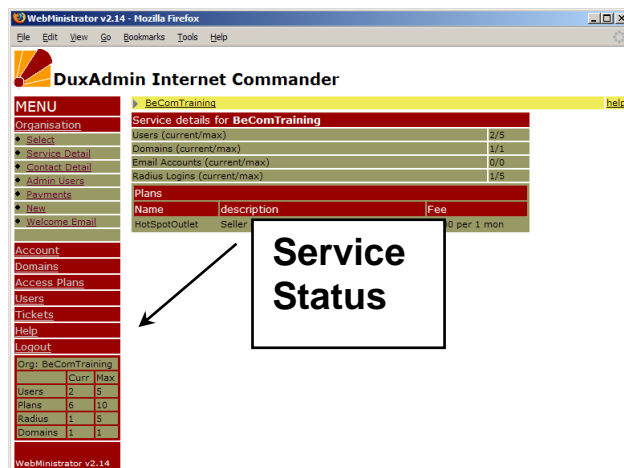 WebMinistrator v2.14 - Mozilla Firefox
File Edit View Go Bookmarks Tools Help
DuxAdmin Internet Commander
MENU
Organisation
Select
Service Detail
Contact Detail
Admin Users
Payments
New
Welcome Email
Account
Domains
Access Plans
Users
Tickets
Help
Logout
Org: BeComTraining
Curr Max
Users 2 5
Plans 6 10
Radius 1 5
Domains 1 1
WebMinistrator v2.14
BeComTraining help
Service details for BeComTraining
Users (current/max) 2/5
Domains (current/max) 1/1
Email Accounts (current/max) 0/0
Radius Logins (current/max) 1/5
Plans
Name description Fee
HotSpotOutlet Seller per 1 mon
Service
Status